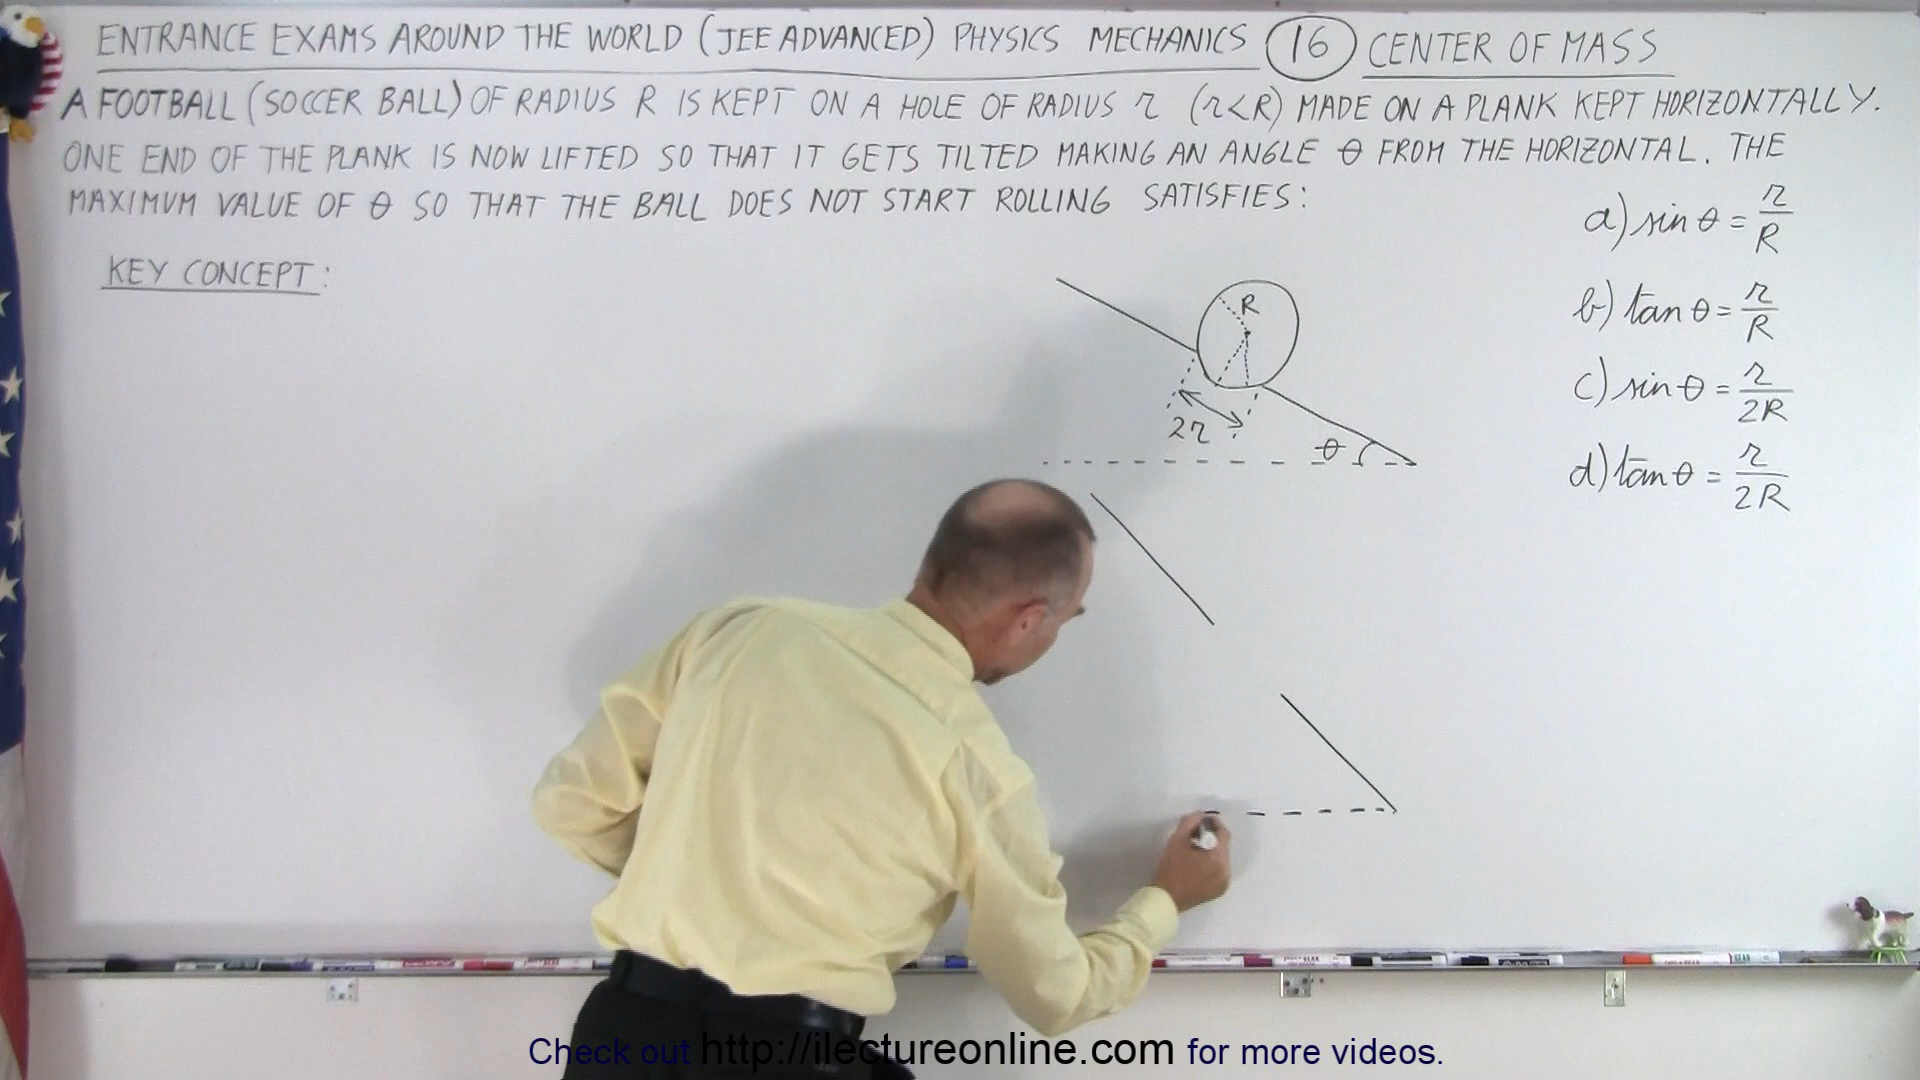 ENTRANCE EXAMS AROUND THE WORLD (JEE ADVANCED) PHYSICS MECHANICS 16 CENTER OF MASS
A FOOTBALL (SOCCER BALL) OF RADIUS R IS KEPT ON A HOLE OF RADIUS r (r<R) MADE ON A PLANK KEPT HORIZONTALLY.
ONE END OF THE PLANK IS NOW LIFTED SO THAT IT GETS TILTED MAKING AN ANGLE θ FROM THE HORIZONTAL. THE
MAXIMUM VALUE OF θ SO THAT THE BALL DOES NOT START ROLLING SATISFIES:
a) sin θ = r/R
b) tan θ = r/R
c) sin θ = r/2R
d) tan θ = r/2R
KEY CONCEPT:
R
2r
θ
Check out http://ilectureonline.com for more videos.